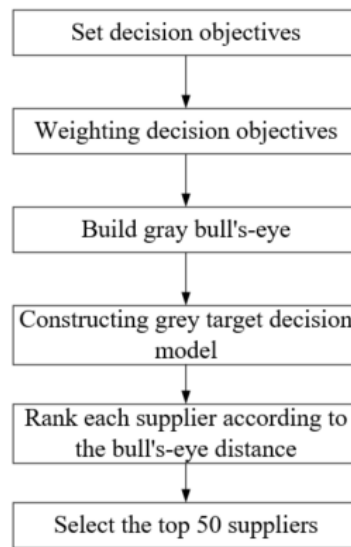 Set decision objectives
Weighting decision objectives
Build gray bull's-eye
Constructing grey target decision
model
Rank each supplier according to
the bull's-eye distance
Select the top 50 suppliers